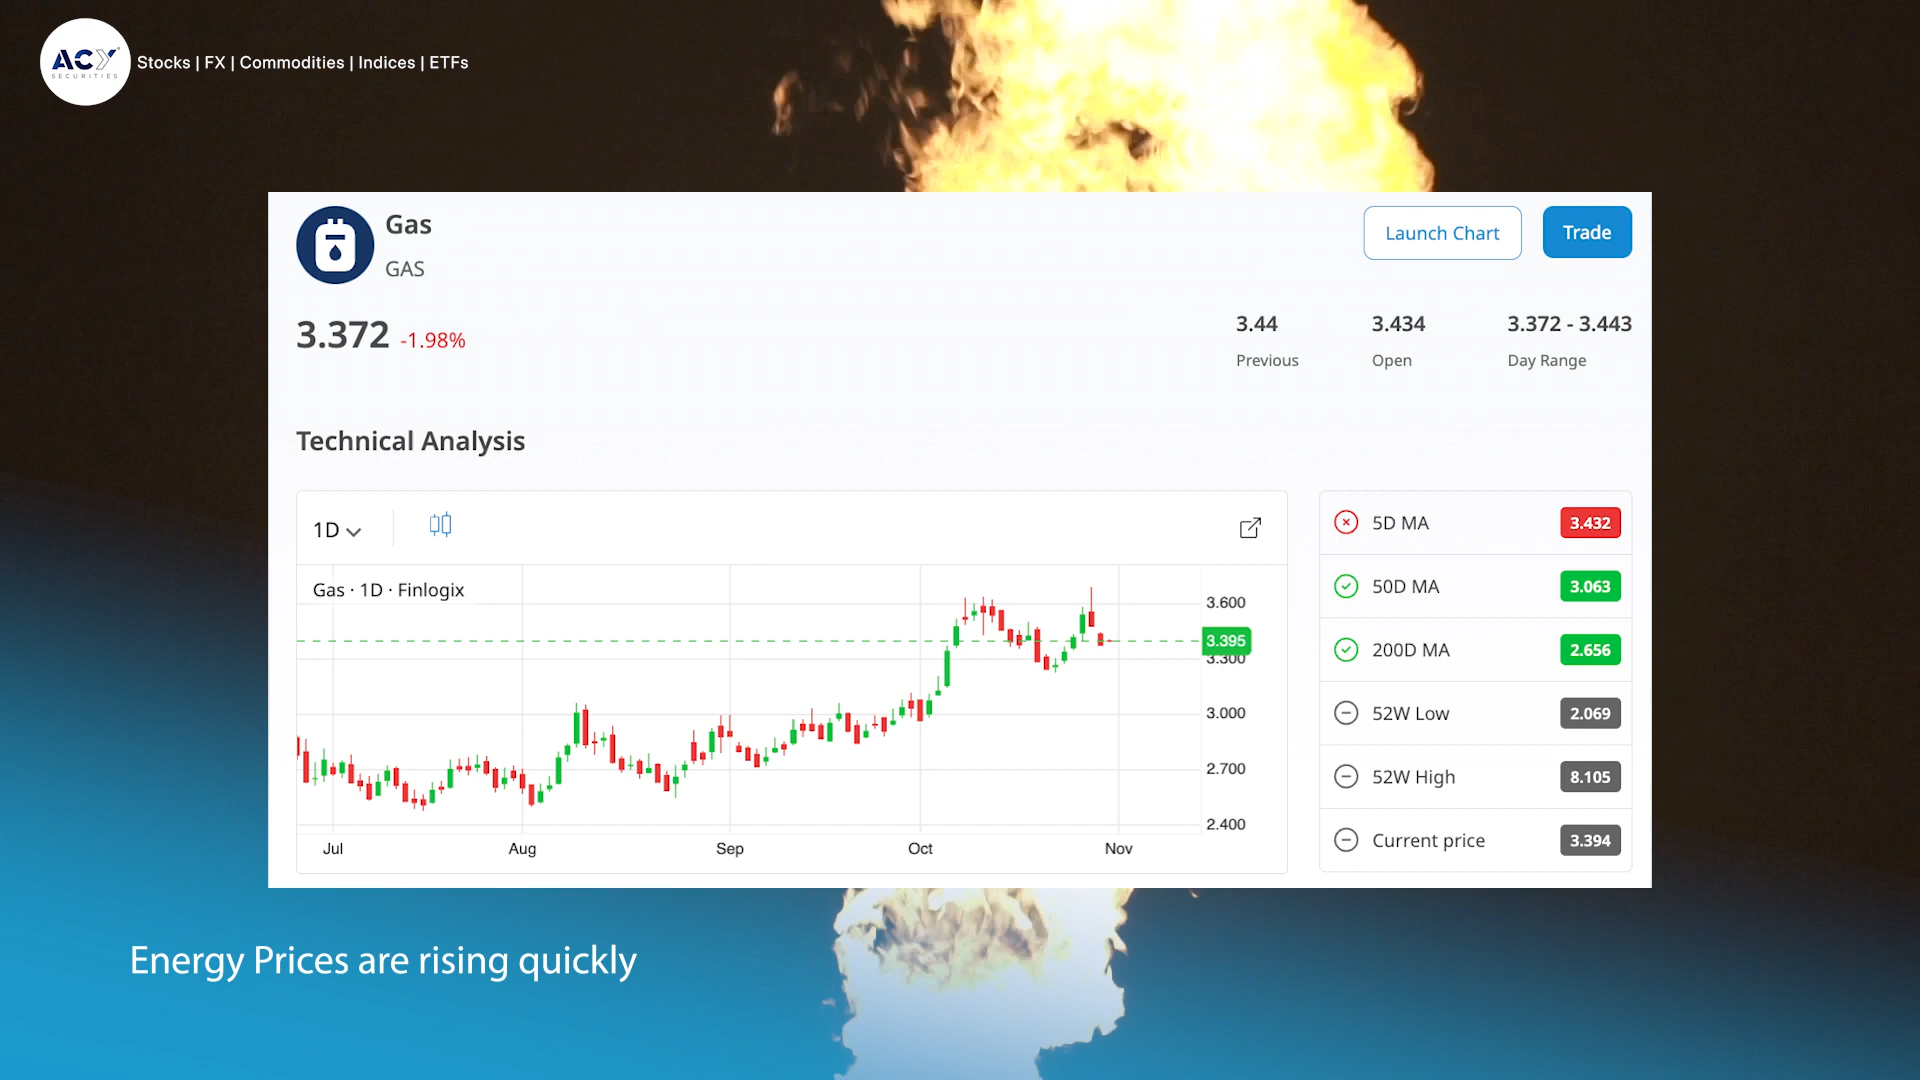 ACY
SECURITIES
Stocks | FX | Commodities | Indices | ETFs
Gas
GAS
Launch Chart
Trade
3.372 -1.98%
3.44
Previous
3.434
Open
3.372 - 3.443
Day Range
Technical Analysis
1D
Gas · 1D · Finlogix
3.600
3.395
3.300
3.000
2.700
2.400
Jul Aug Sep Oct Nov
5D MA 3.432
50D MA 3.063
200D MA 2.656
52W Low 2.069
52W High 8.105
Current price 3.394
Energy Prices are rising quickly